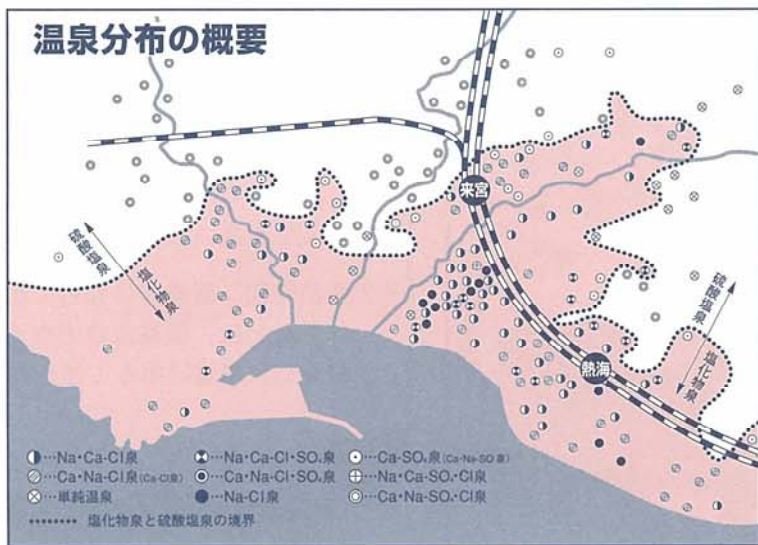 温泉分布の概要
来宮
硫酸塩泉
塩化物泉
硫酸塩泉
塩化物泉
熱海
…Na・Ca-Cl泉
…Na・Ca-Cl・SO₄泉
…Ca-SO₄泉(Ca-Na-SO泉)
…Ca・Na-Cl泉(Ca-Cl泉)
…Ca・Na-Cl・SO₄泉
…Na・Ca-SO₄・Cl泉
…単純温泉
…Na-Cl泉
…Ca・Na-SO₄・Cl泉
塩化物泉と硫酸塩泉の境界